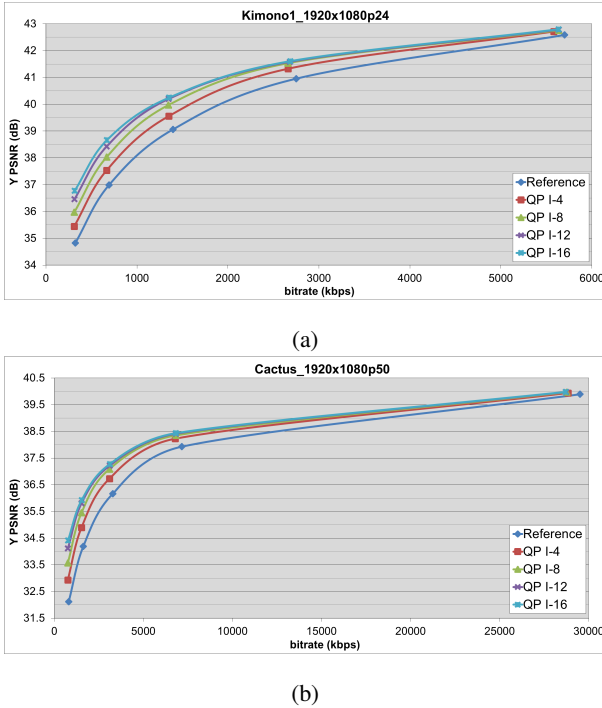 Kimono1_1920x1080p24
43
42
41
40
39
38
37
36
35
34
Y PSNR (dB)
0 1000 2000 3000 4000 5000 6000
bitrate (kbps)
Reference
QP I-4
QP I-8
QP I-12
QP I-16
(a)
Cactus_1920x1080p50
40.5
39.5
38.5
37.5
36.5
35.5
34.5
33.5
32.5
31.5
Y PSNR (dB)
0 5000 10000 15000 20000 25000 30000
bitrate (kbps)
Reference
QP I-4
QP I-8
QP I-12
QP I-16
(b)